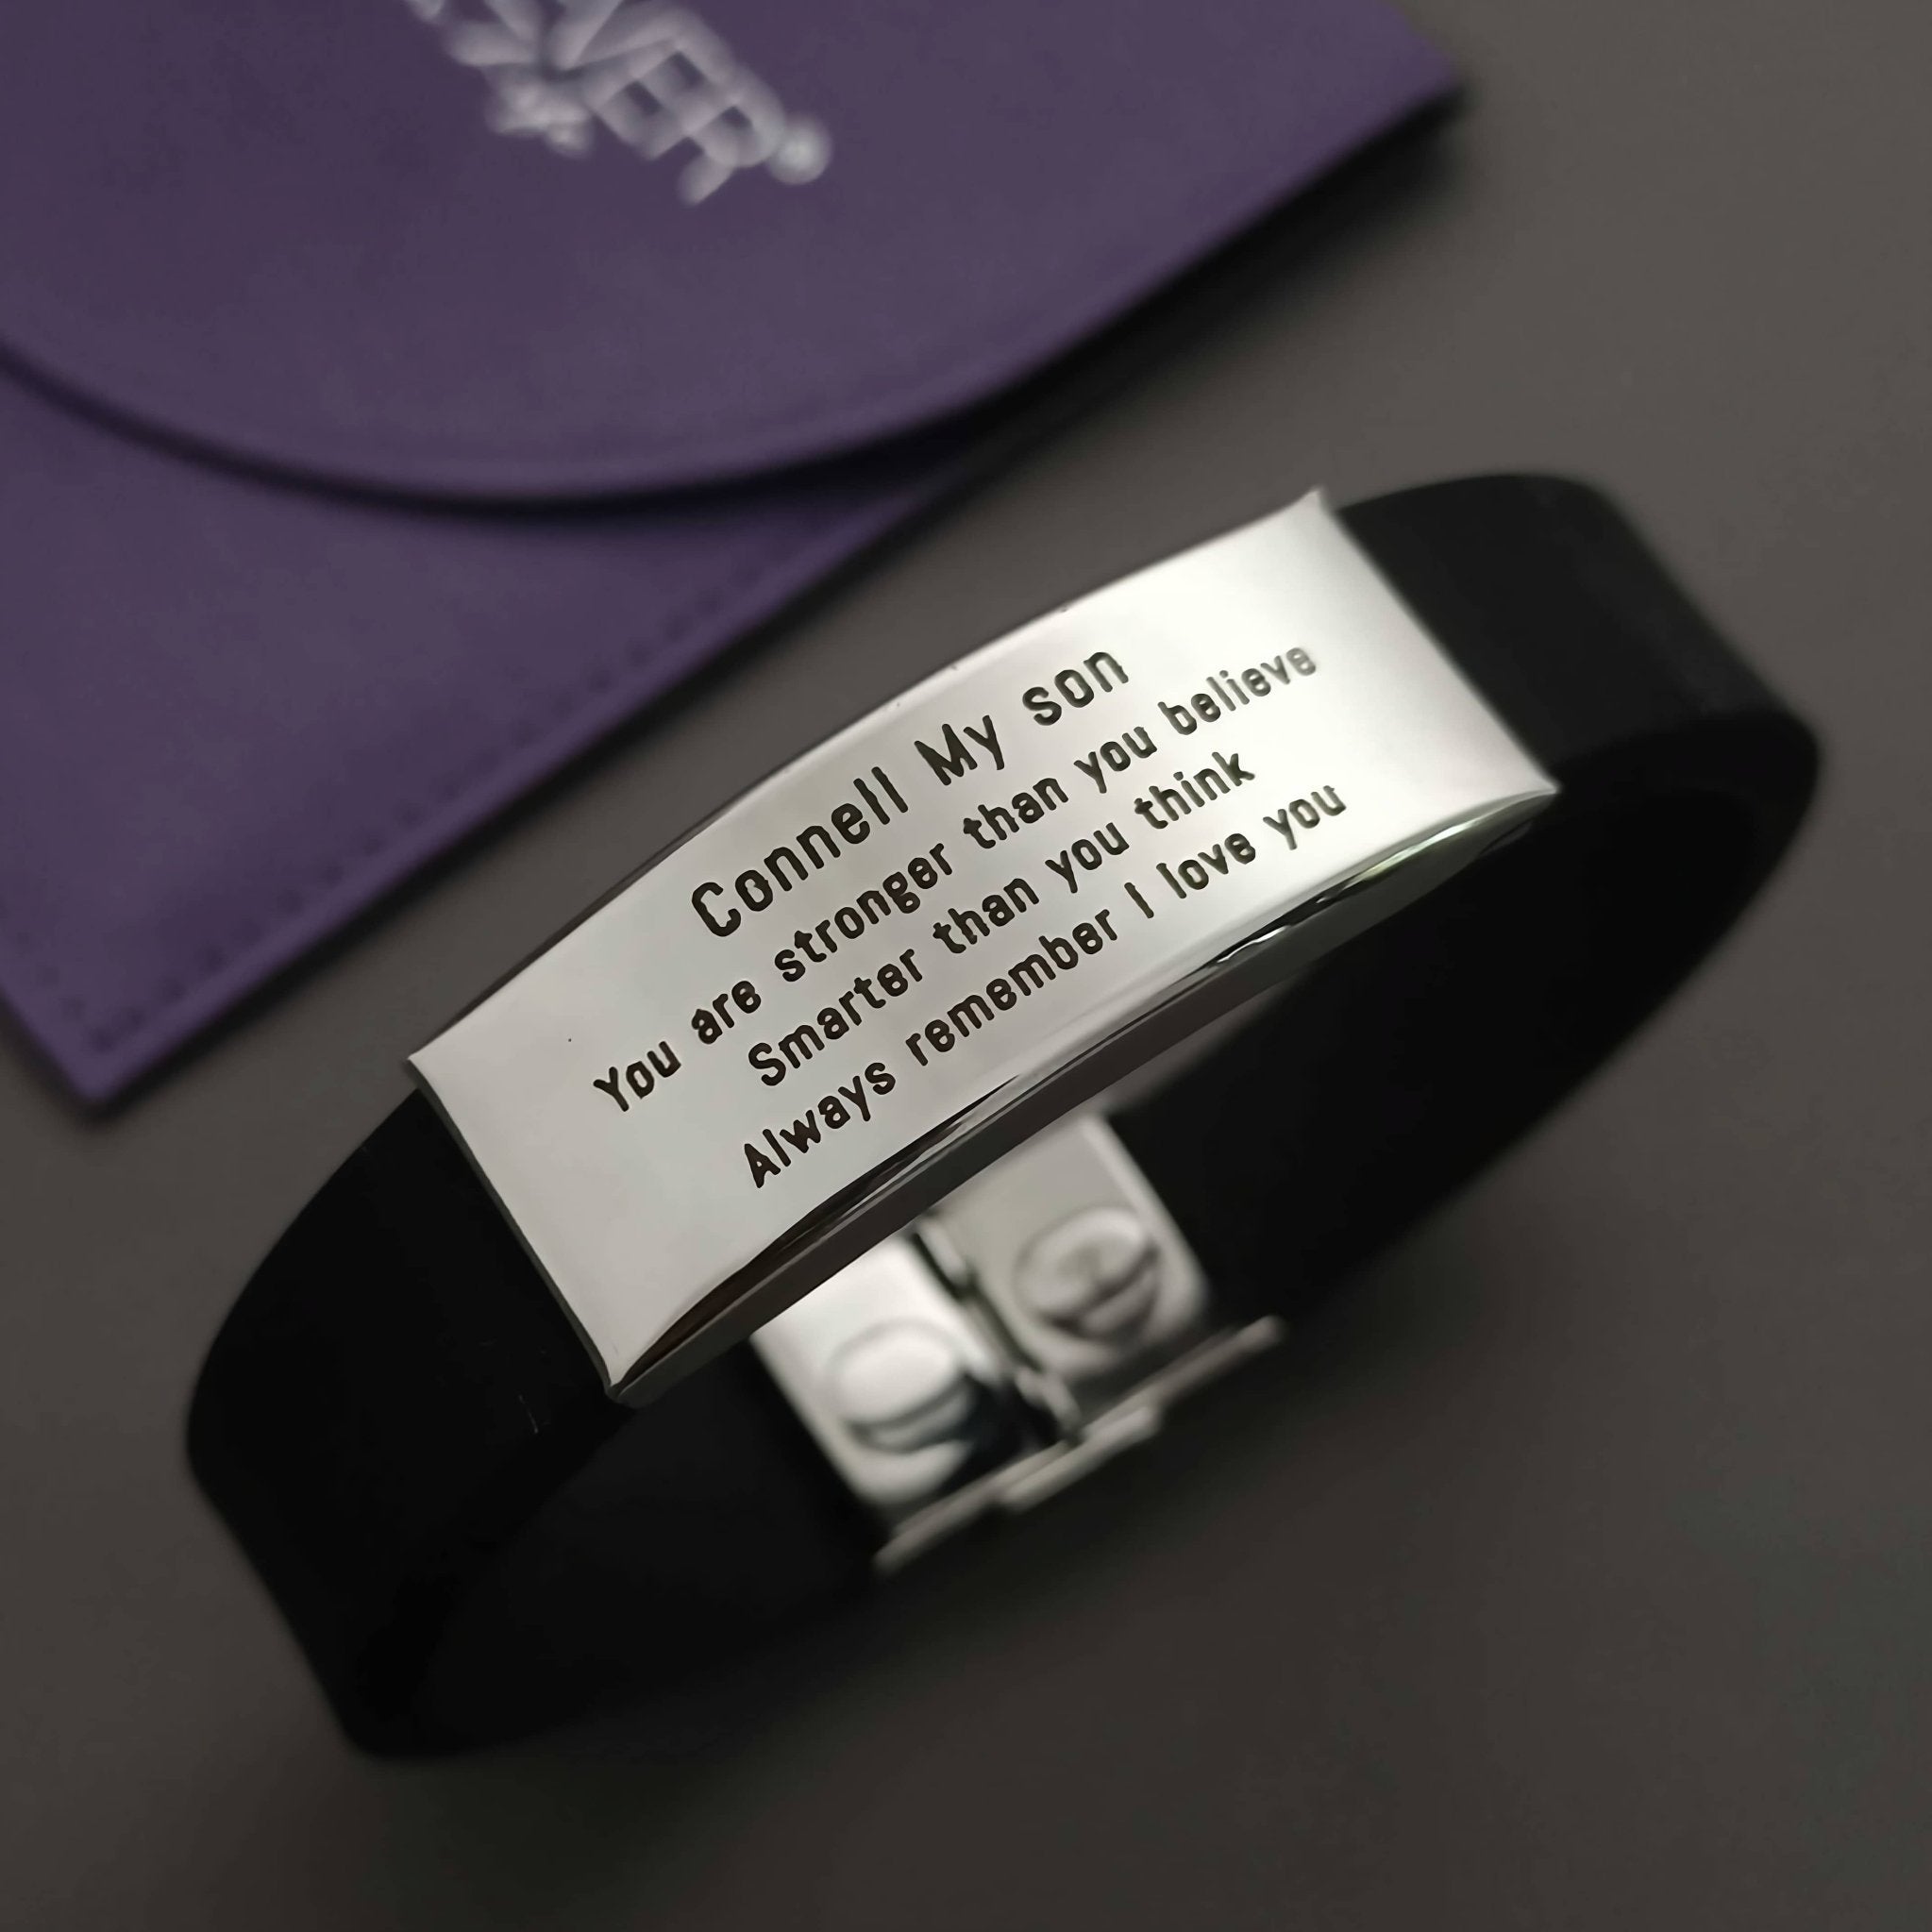 Connell My son
You are stronger than you believe
Smarter than you think
Always remember I love you